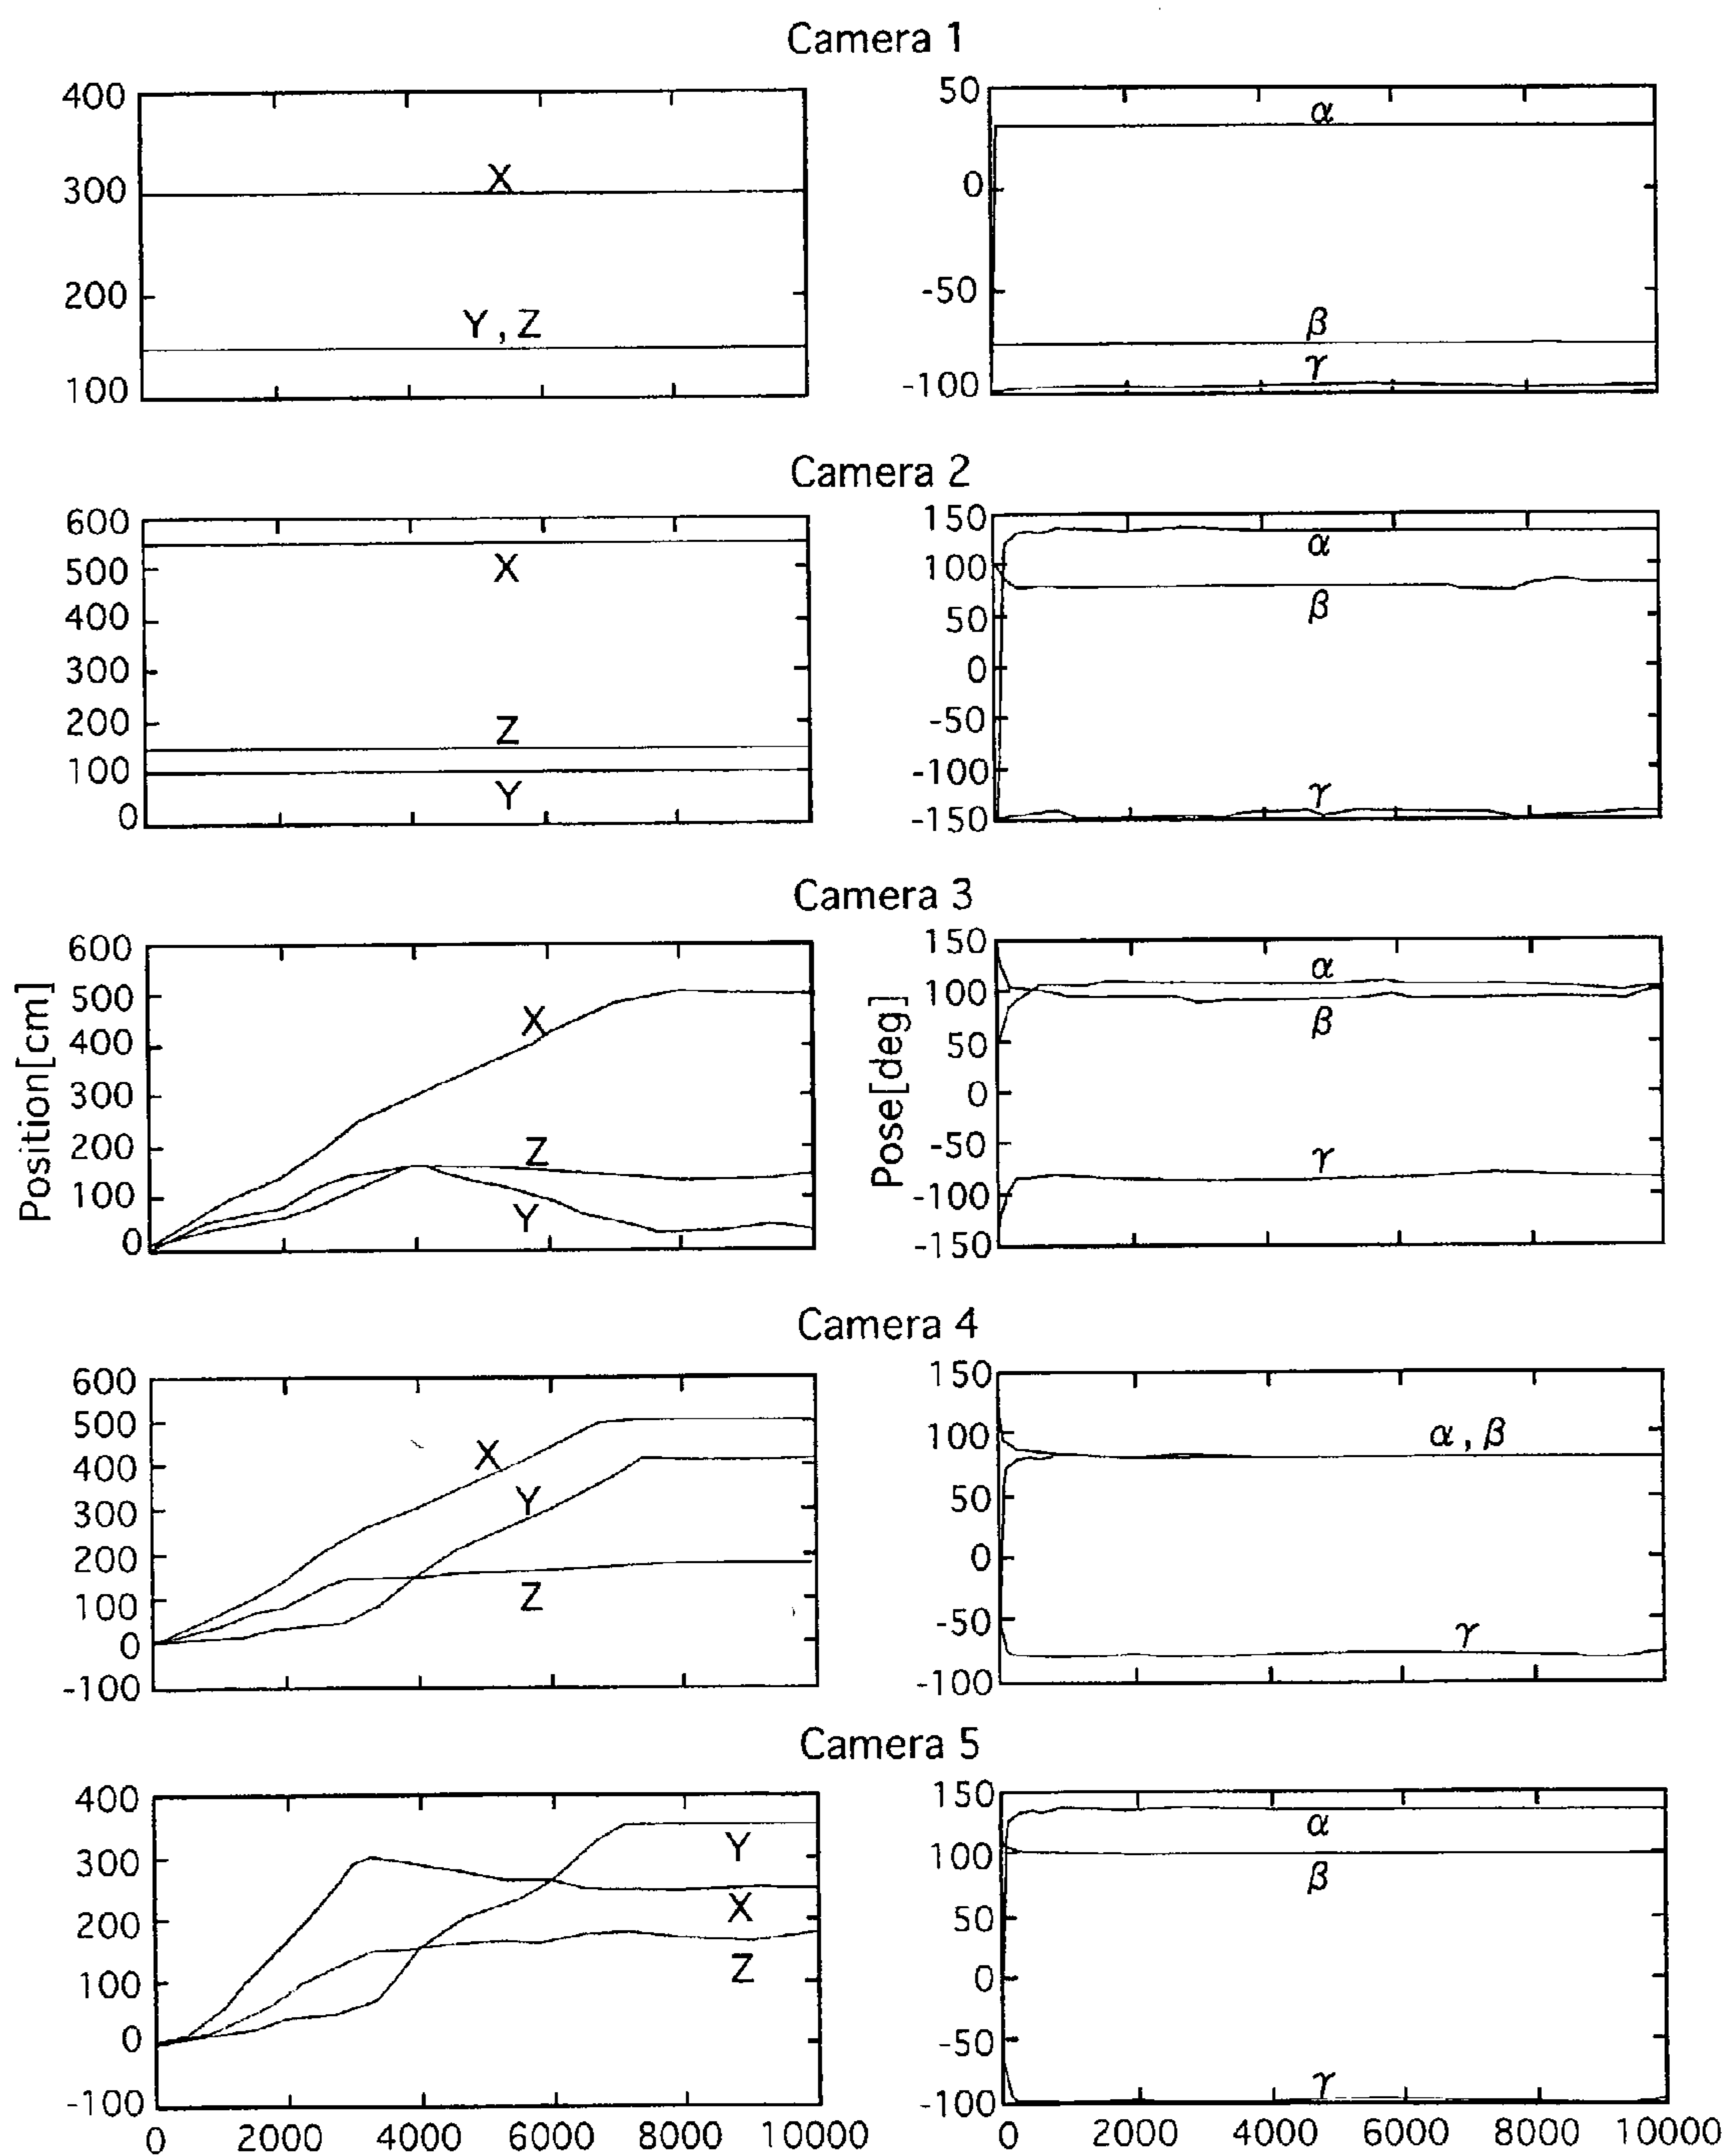 Camera 1
400
300
200
100
X
Y , Z
50
0
-50
-100
α
β
γ
Camera 2
600
500
400
300
200
100
0
X
Z
Y
150
100
50
0
-50
-100
-150
α
β
γ
Camera 3
Position[cm]
600
500
400
300
200
100
0
X
Z
Y
Pose[deg]
150
100
50
0
-50
-100
-150
α
β
γ
Camera 4
600
500
400
300
200
100
0
-100
X
Y
Z
150
100
50
0
-50
-100
α , β
γ
Camera 5
400
300
200
100
0
-100
Y
X
Z
0 2000 4000 6000 8000 10000
150
100
50
0
-50
-100
α
β
γ
0 2000 4000 6000 8000 10000